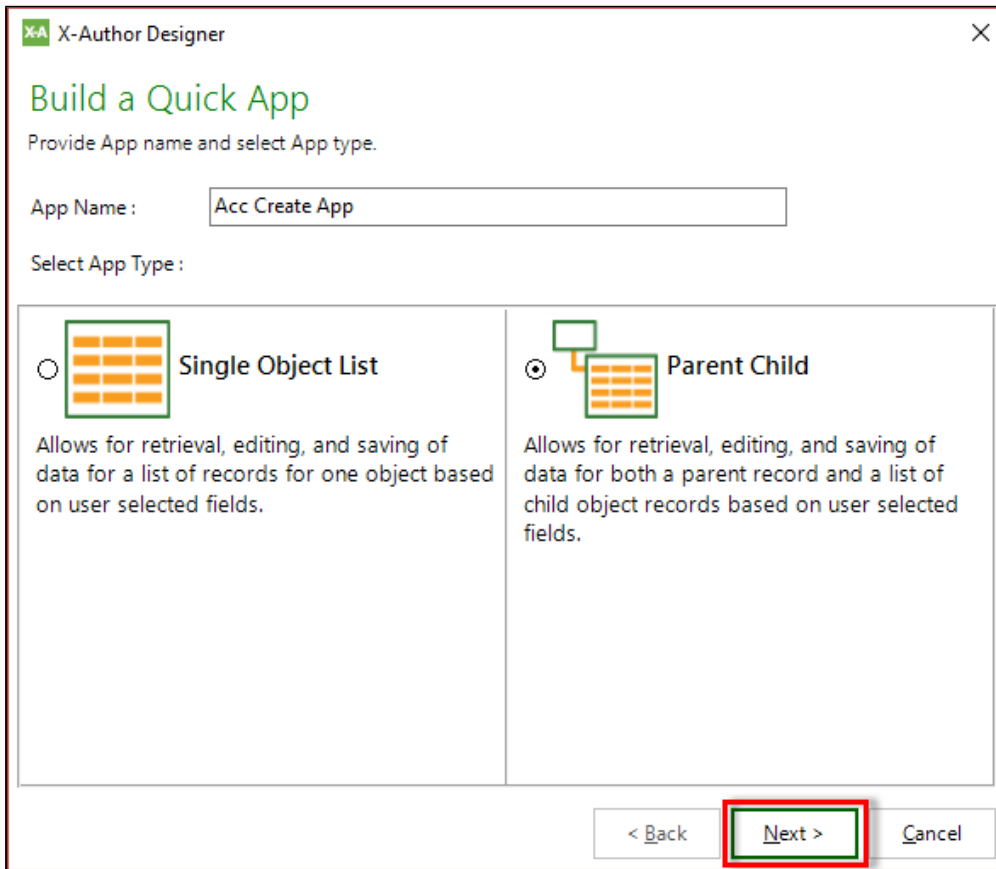 X-A X-Author Designer
Build a Quick App
Provide App name and select App type.
App Name : Acc Create App
Select App Type :
Single Object List
Allows for retrieval, editing, and saving of
data for a list of records for one object based
on user selected fields.
Parent Child
Allows for retrieval, editing, and saving of
data for both a parent record and a list of
child object records based on user selected
fields.
< Back Next > Cancel